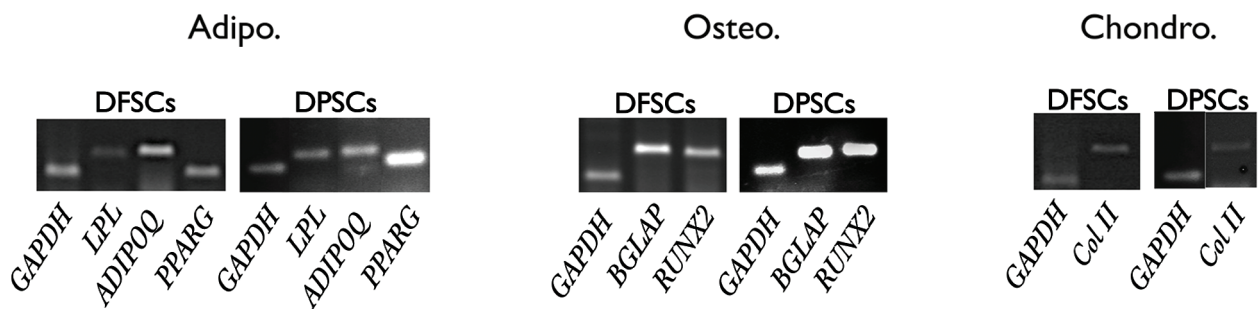 Adipo. Osteo. Chondro.
DFSCs DPSCs DFSCs DPSCs DFSCs DPSCs
GAPDH LPL ADIPOQ PPARG GAPDH LPL ADIPOQ PPARG GAPDH BGLAP RUNX2 GAPDH BGLAP RUNX2 GAPDH Col II GAPDH Col II